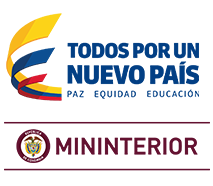 TODOS POR UN
NUEVO PAÍS
PAZ EQUIDAD EDUCACIÓN
MININTERIOR